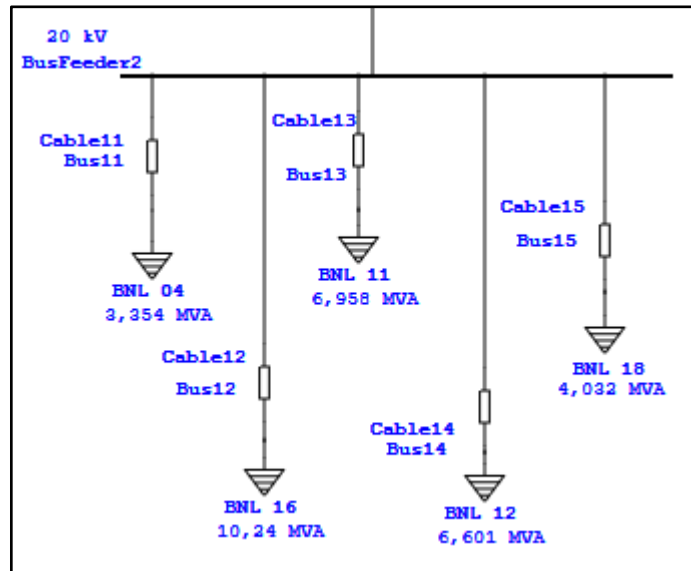 20 kV
BusFeeder2
Cable11
Bus11
BNL 04
3,354 MVA
Cable12
Bus12
BNL 16
10,24 MVA
Cable13
Bus13
BNL 11
6,958 MVA
Cable14
Bus14
BNL 12
6,601 MVA
Cable15
Bus15
BNL 18
4,032 MVA